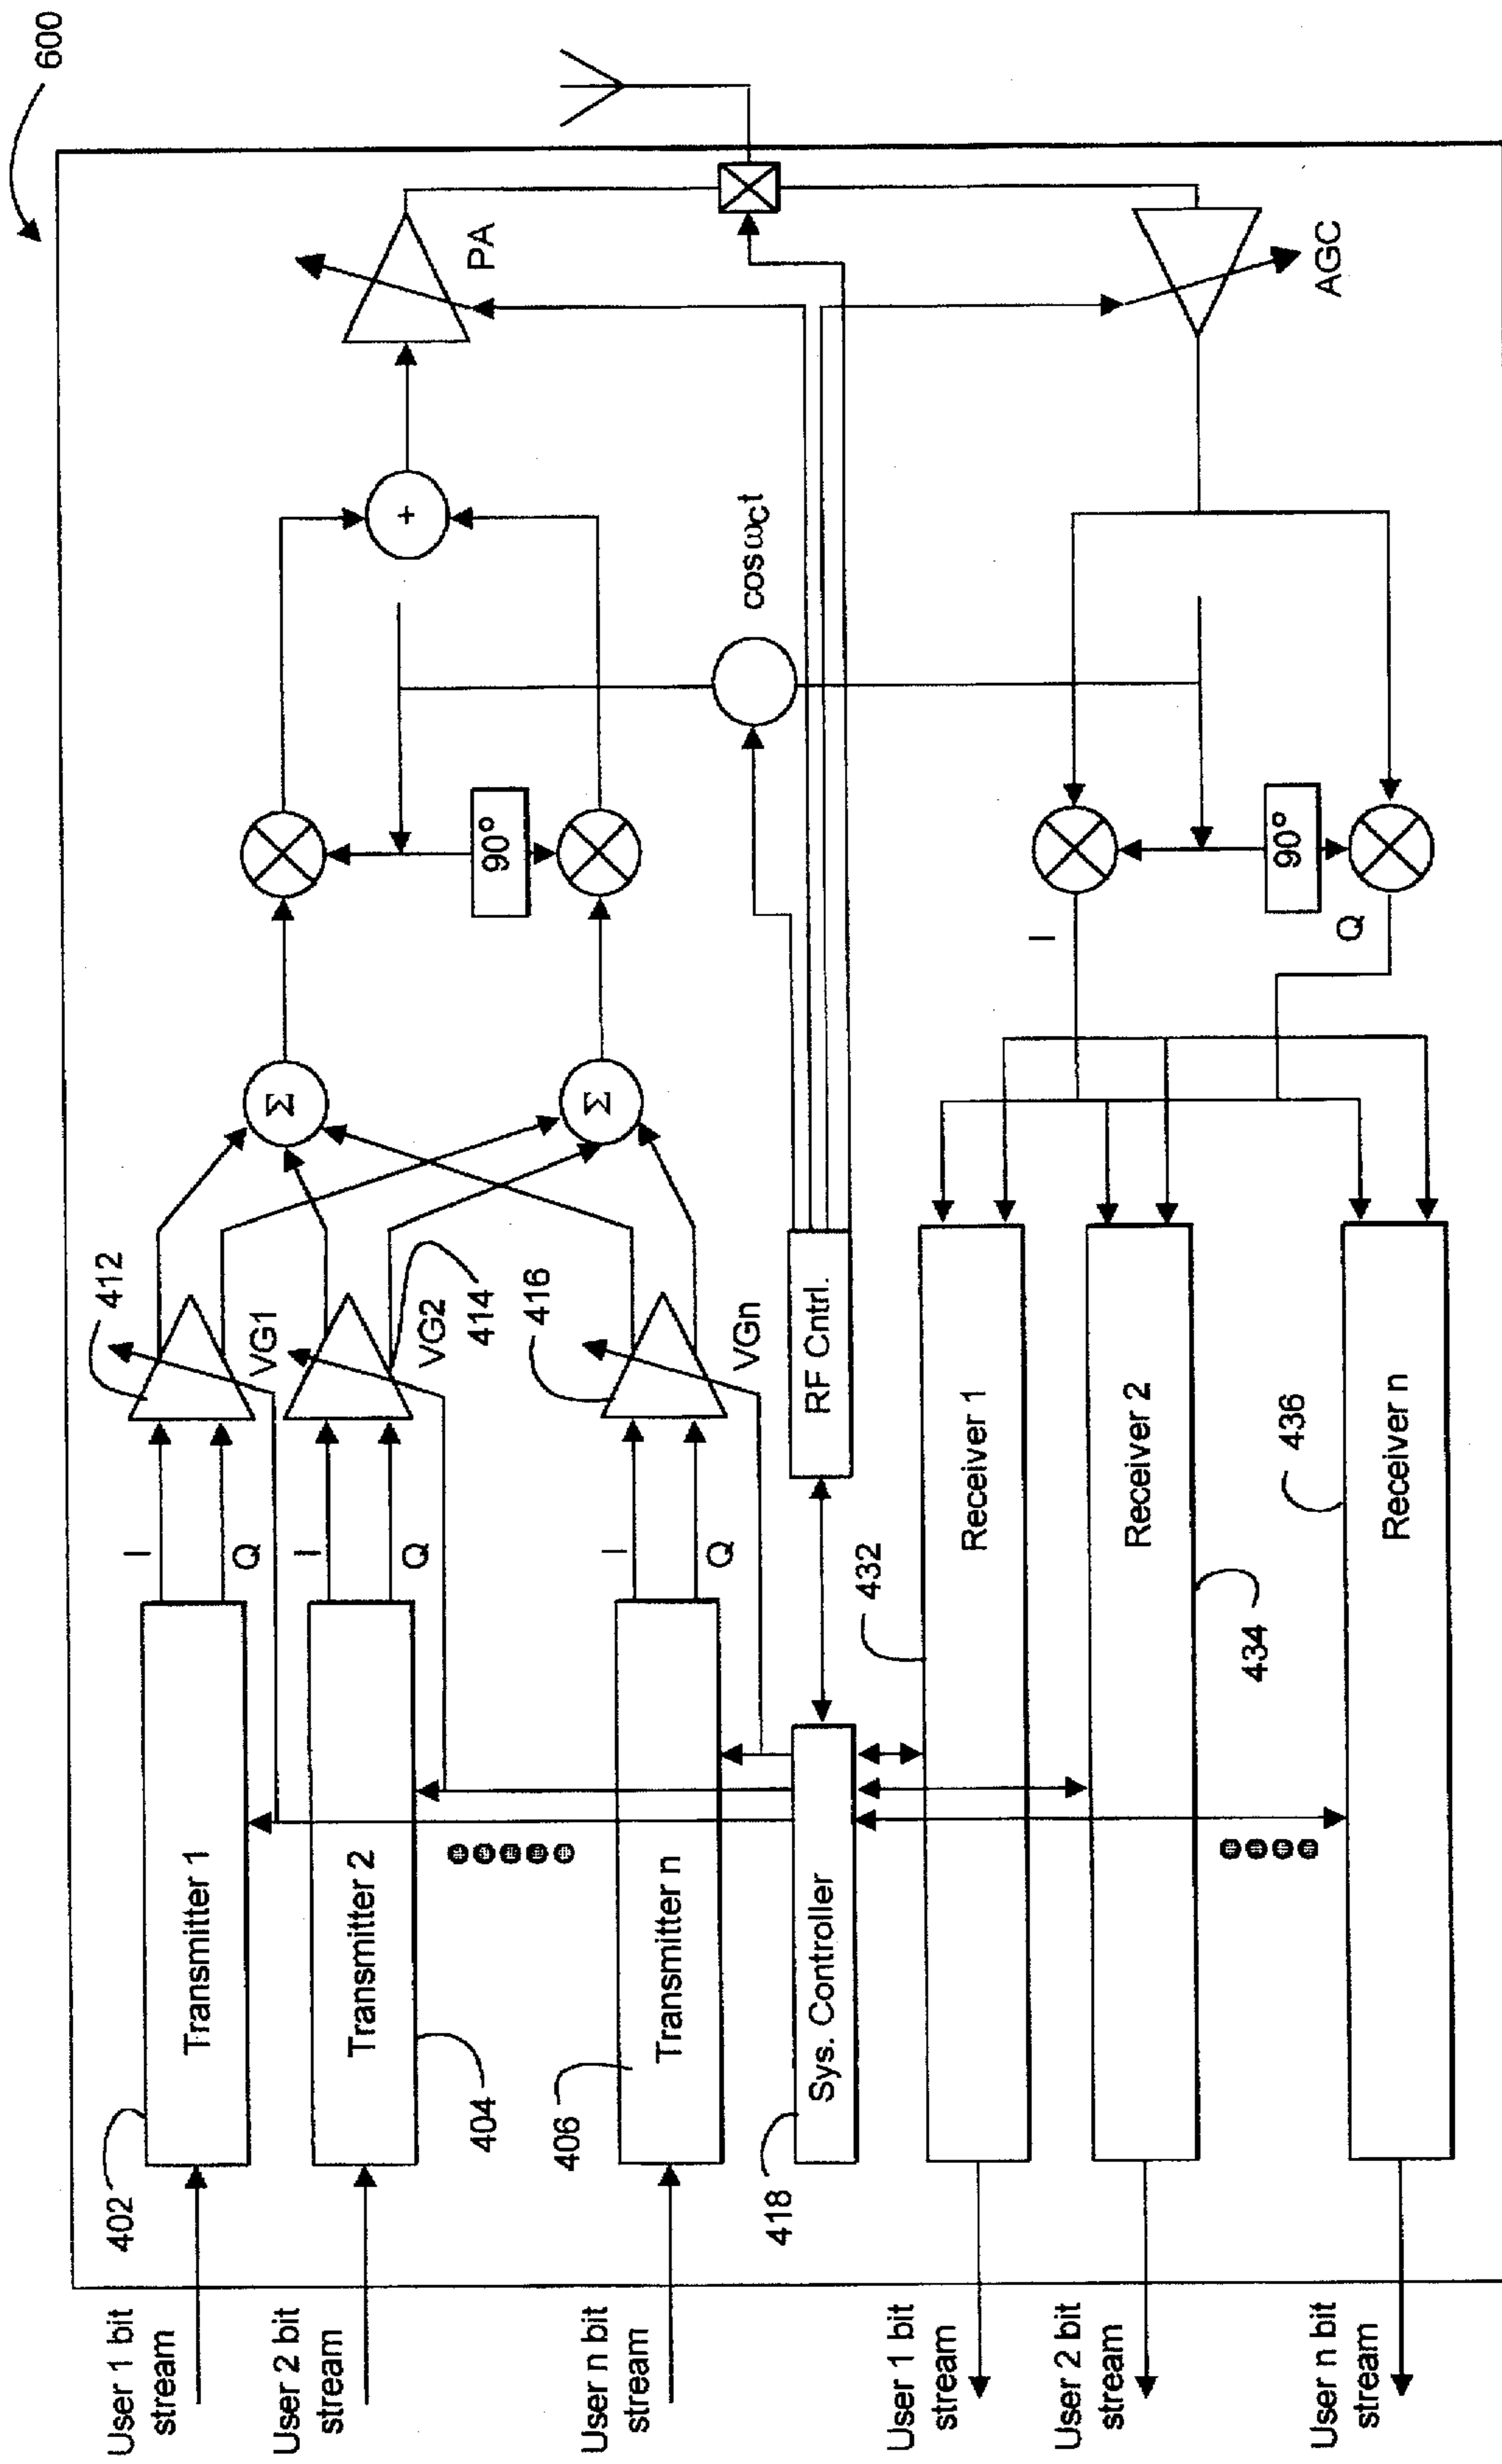 600
User 1 bit
stream
402
Transmitter 1
I
Q
412
VG1
Σ
User 2 bit
stream
404
Transmitter 2
I
Q
414
VG2
Σ
User n bit
stream
406
Transmitter n
I
Q
416
VGn
90°
+
PA
418
Sys. Controller
RF Cntrl.
cos ωct
User 1 bit
stream
432
Receiver 1
User 2 bit
stream
434
Receiver 2
User n bit
stream
436
Receiver n
I
Q
90°
AGC